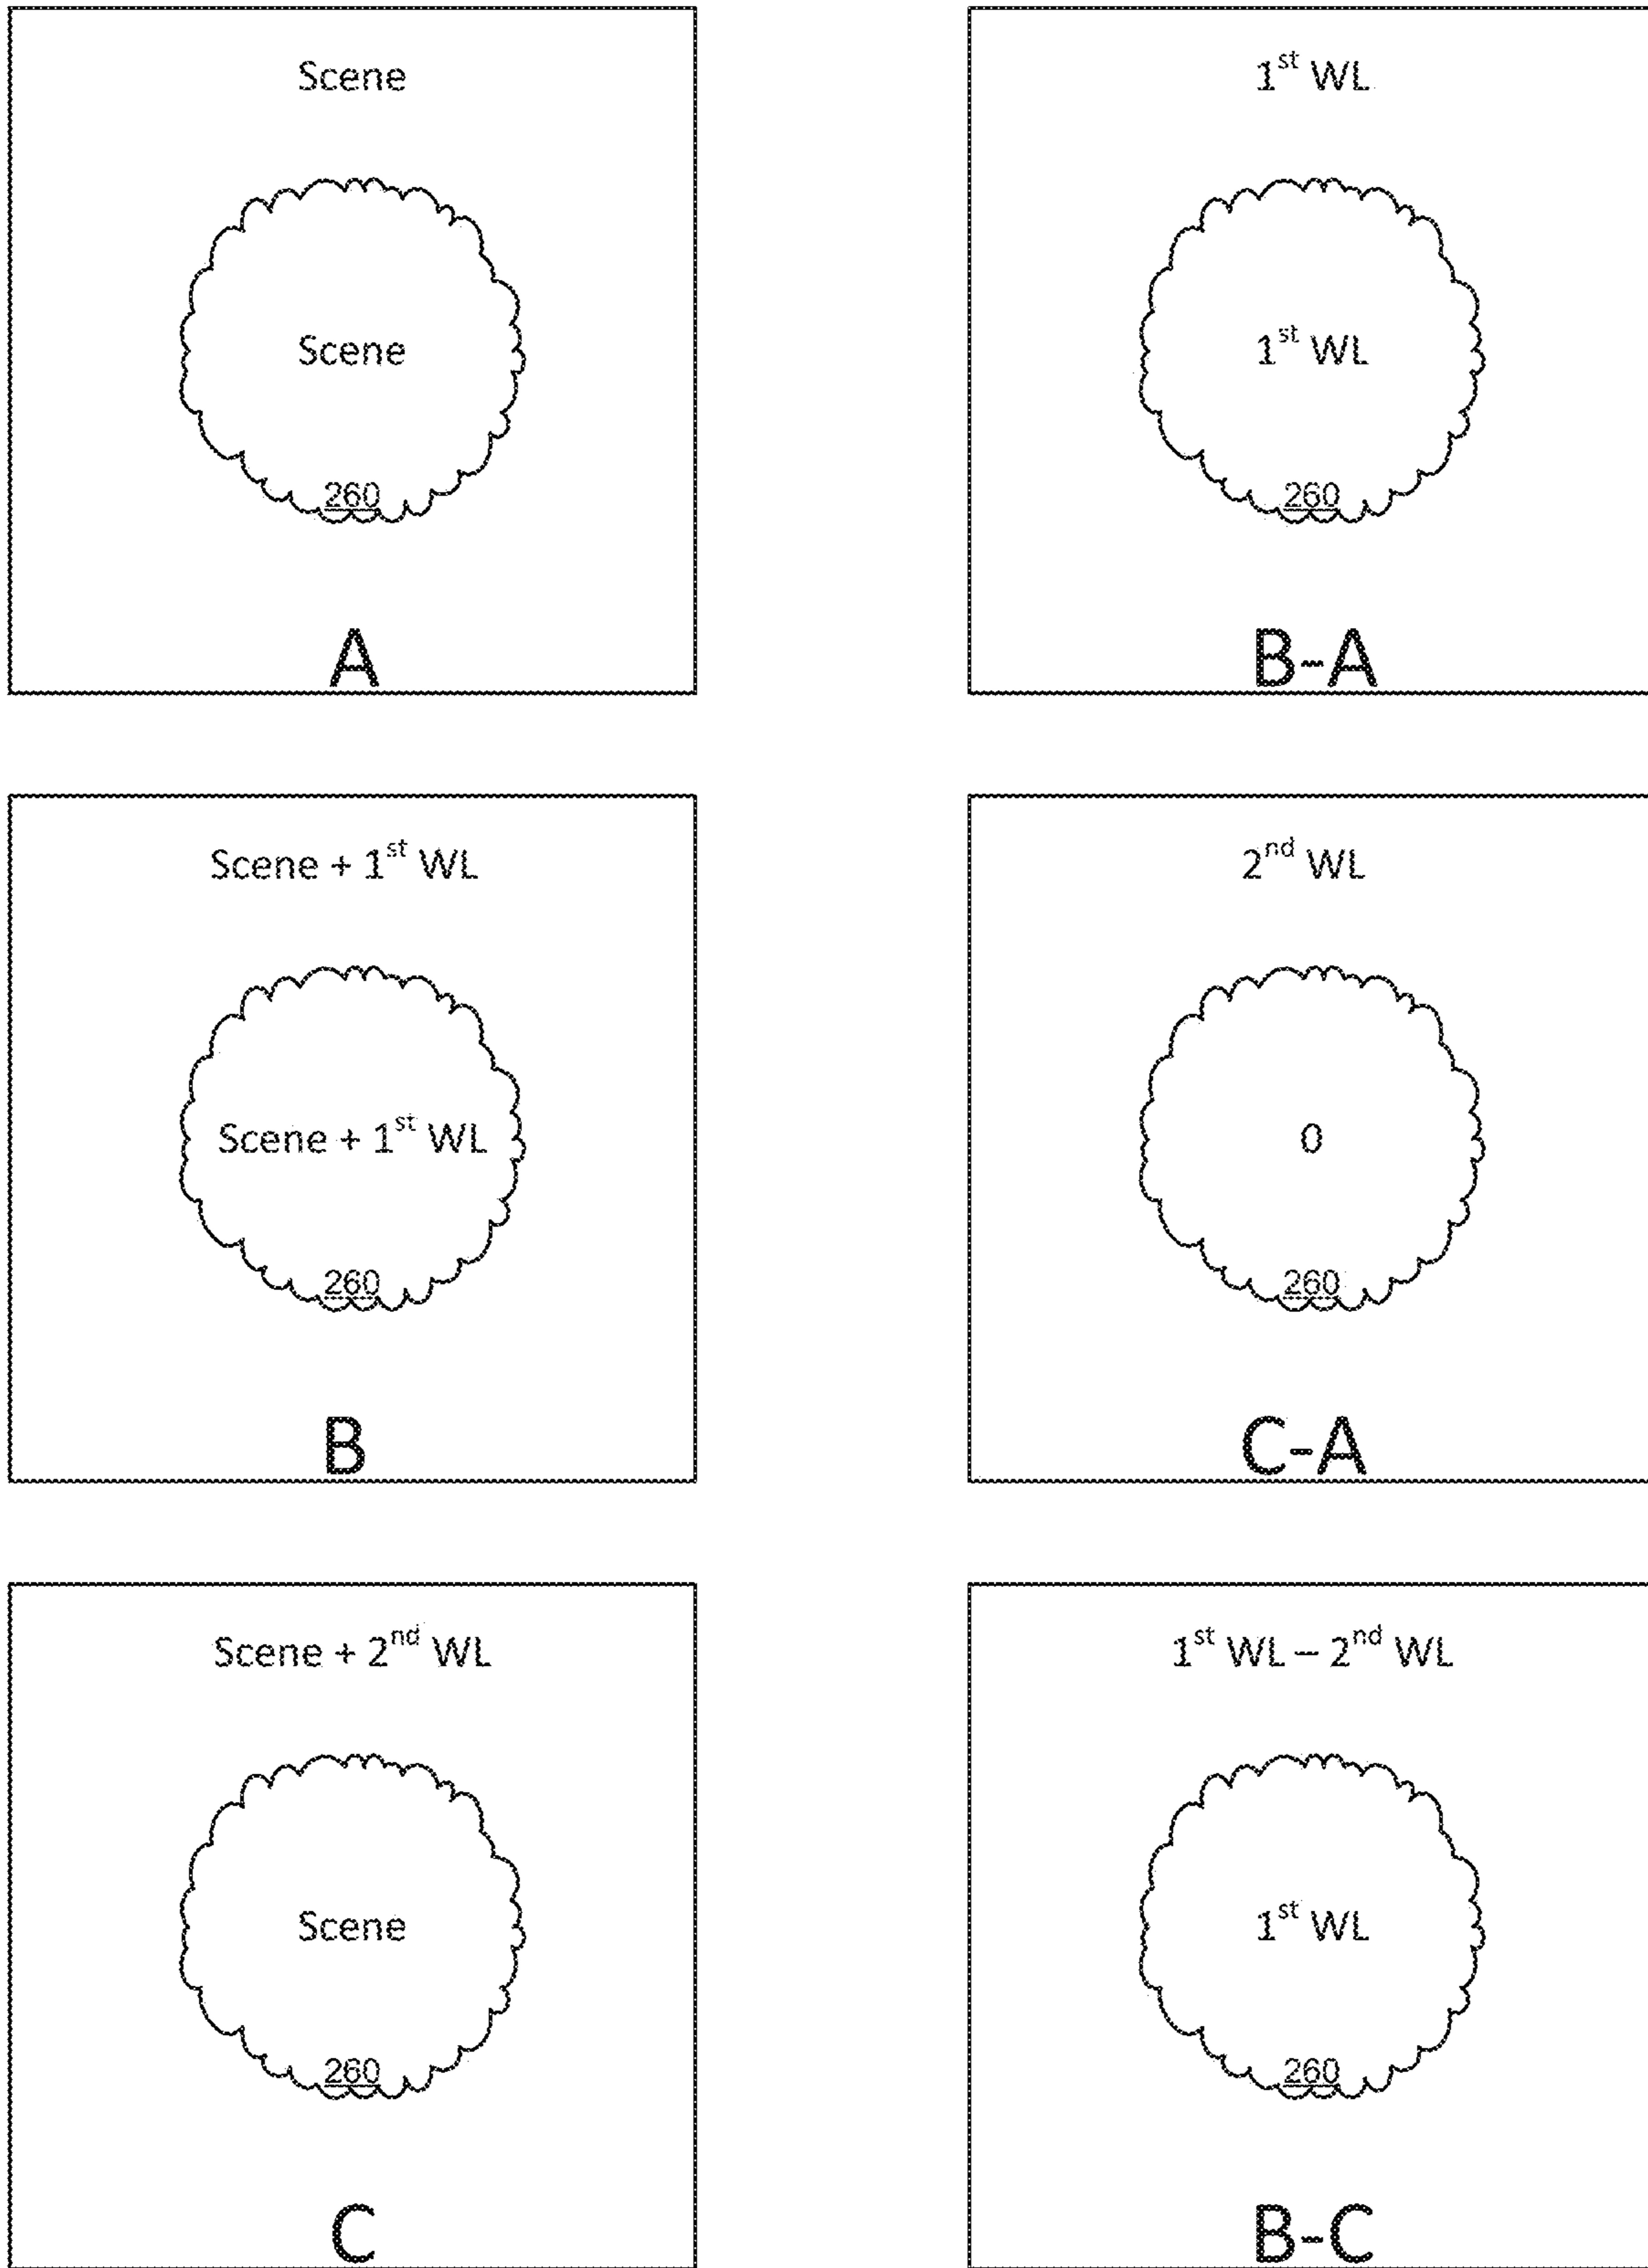 Scene
Scene
260
A
1st WL
1st WL
260
B-A
Scene + 1st WL
Scene + 1st WL
260
B
2nd WL
0
260
C-A
Scene + 2nd WL
Scene
260
C
1st WL – 2nd WL
1st WL
260
B-C